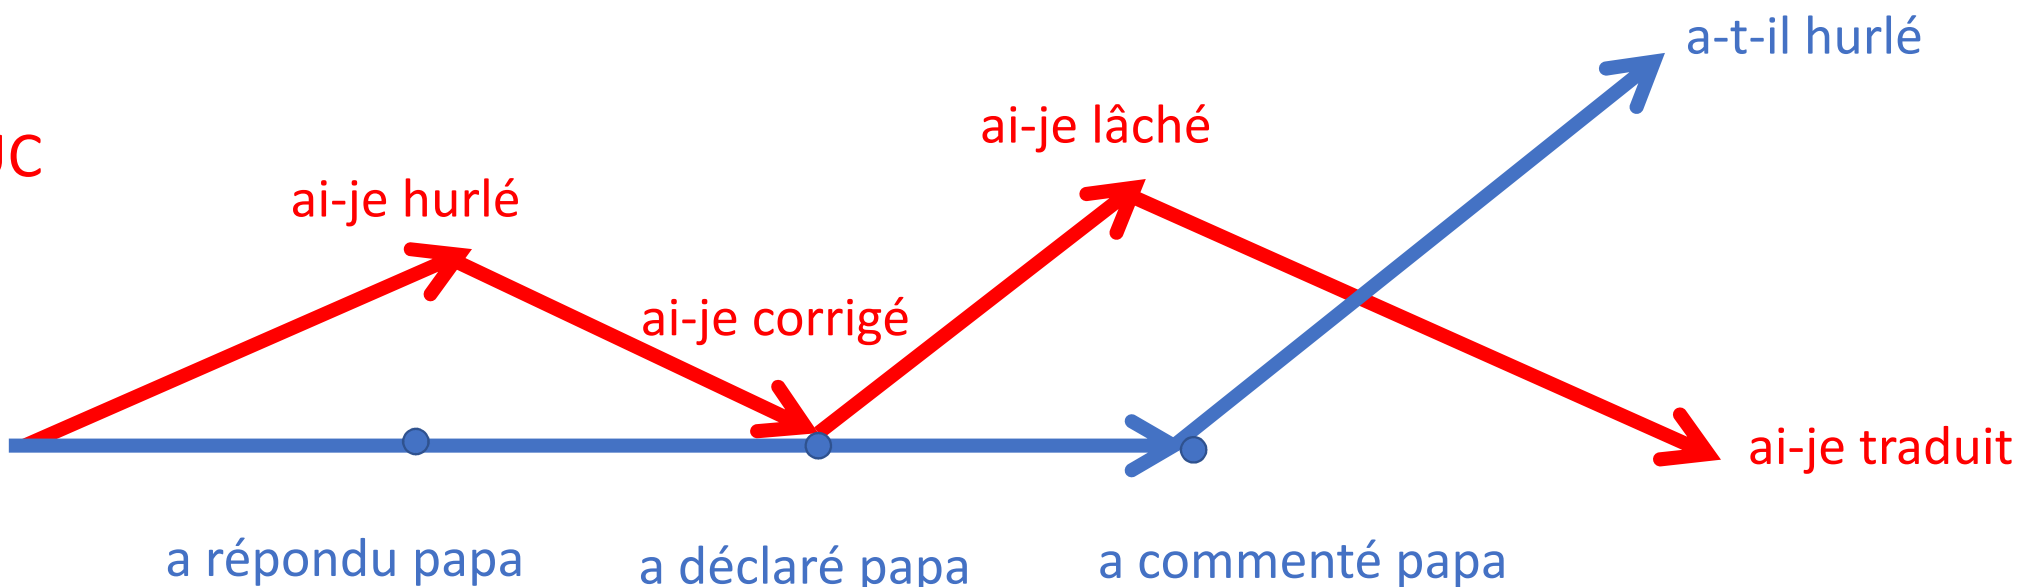 a-t-il hurlé
ai-je lâché
ai-je hurlé
ai-je corrigé
ai-je traduit
a répondu papa
a déclaré papa
a commenté papa